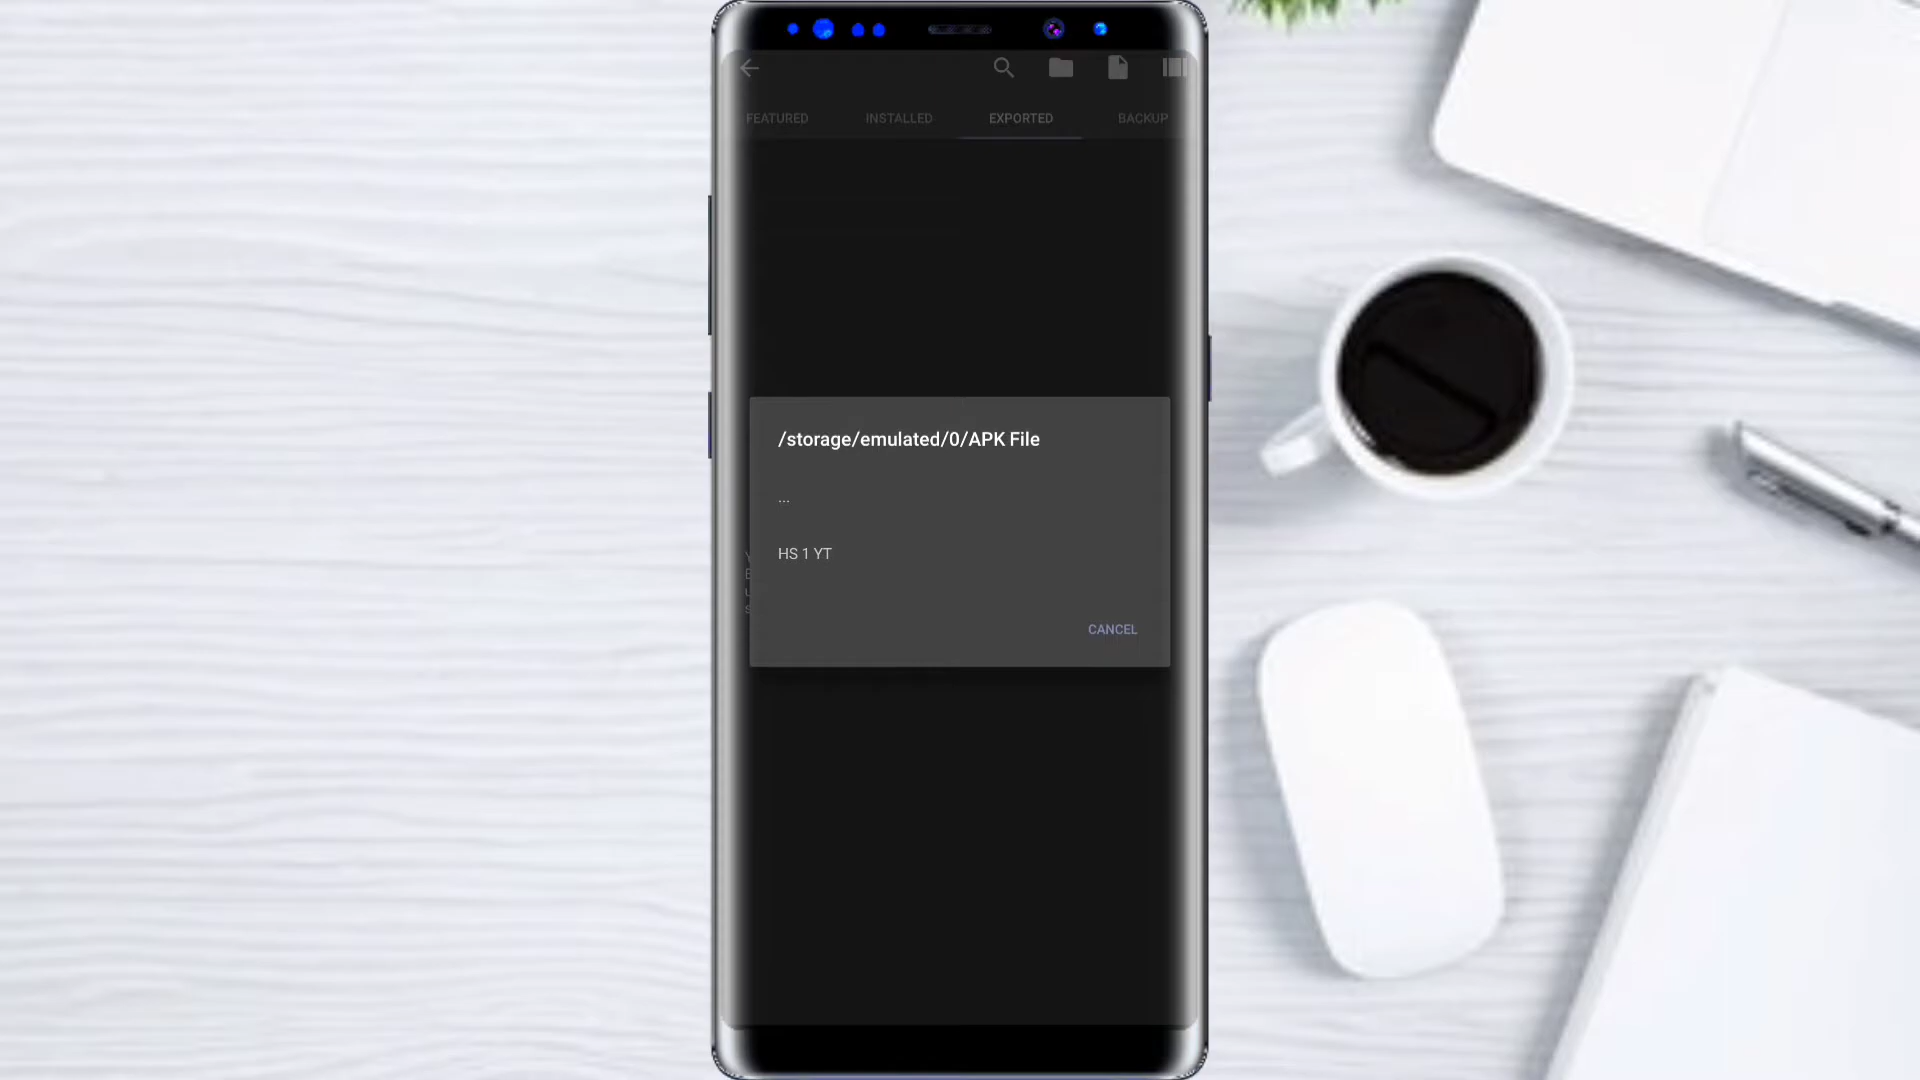 FEATURED INSTALLED EXPORTED BACKUP
/storage/emulated/0/APK File
...
HS 1 YT
CANCEL